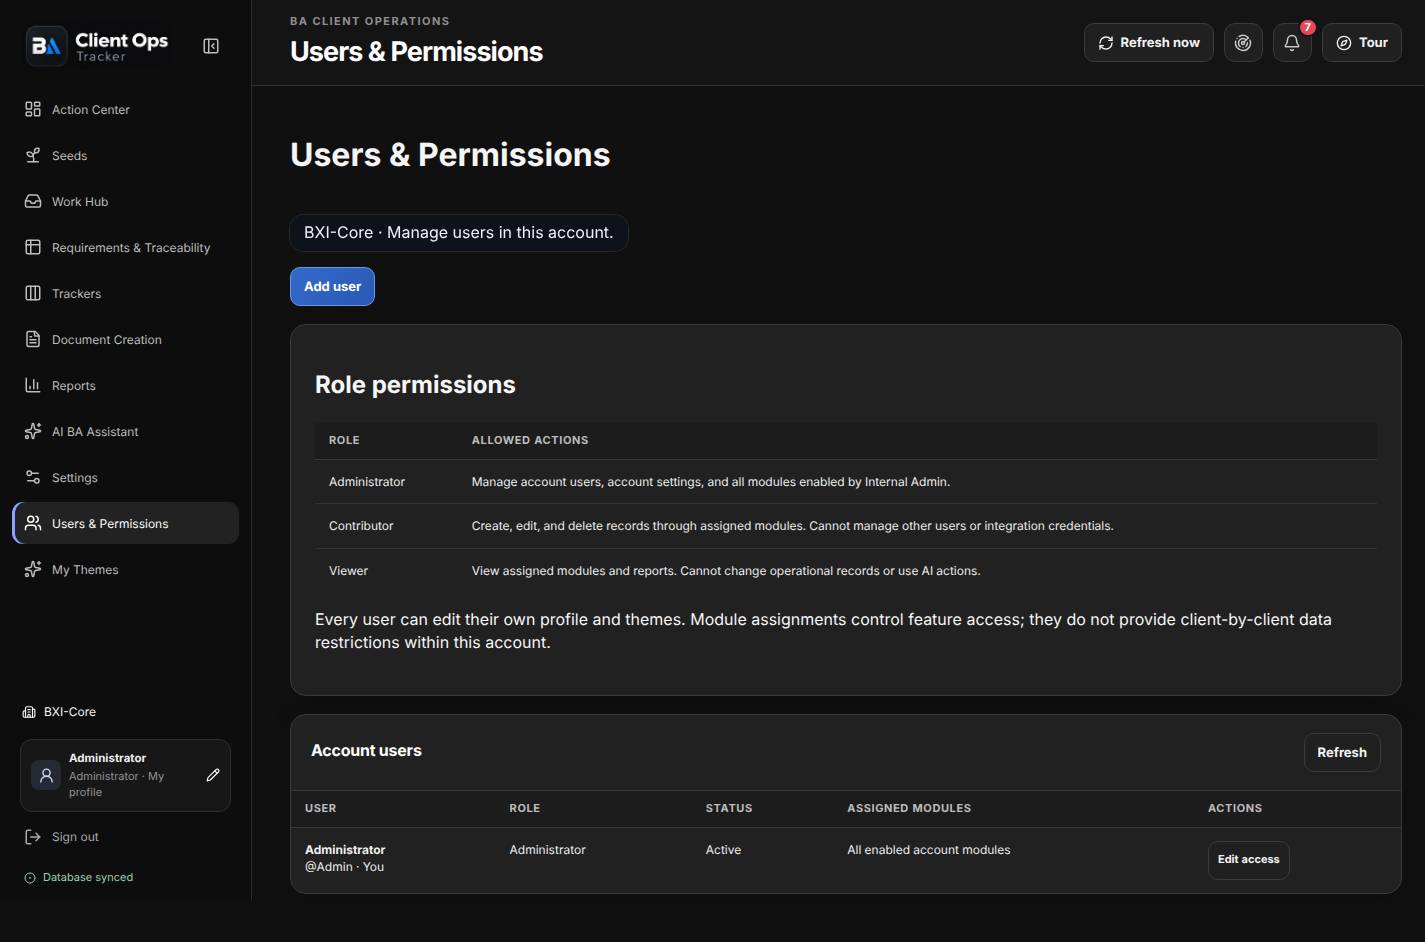 BA
Client Ops
Tracker
Action Center
Seeds
Work Hub
Requirements & Traceability
Trackers
Document Creation
Reports
AI BA Assistant
Settings
Users & Permissions
My Themes
BXI-Core
Administrator
Administrator · My
profile
Sign out
Database synced
BA CLIENT OPERATIONS
Users & Permissions
Refresh now
7
Tour
Users & Permissions
BXI-Core · Manage users in this account.
Add user
Role permissions
ROLE ALLOWED ACTIONS
Administrator Manage account users, account settings, and all modules enabled by Internal Admin.
Contributor Create, edit, and delete records through assigned modules. Cannot manage other users or integration credentials.
Viewer View assigned modules and reports. Cannot change operational records or use AI actions.
Every user can edit their own profile and themes. Module assignments control feature access; they do not provide client-by-client data
restrictions within this account.
Account users
Refresh
USER ROLE STATUS ASSIGNED MODULES ACTIONS
Administrator Administrator Active All enabled account modules Edit access
@Admin · You